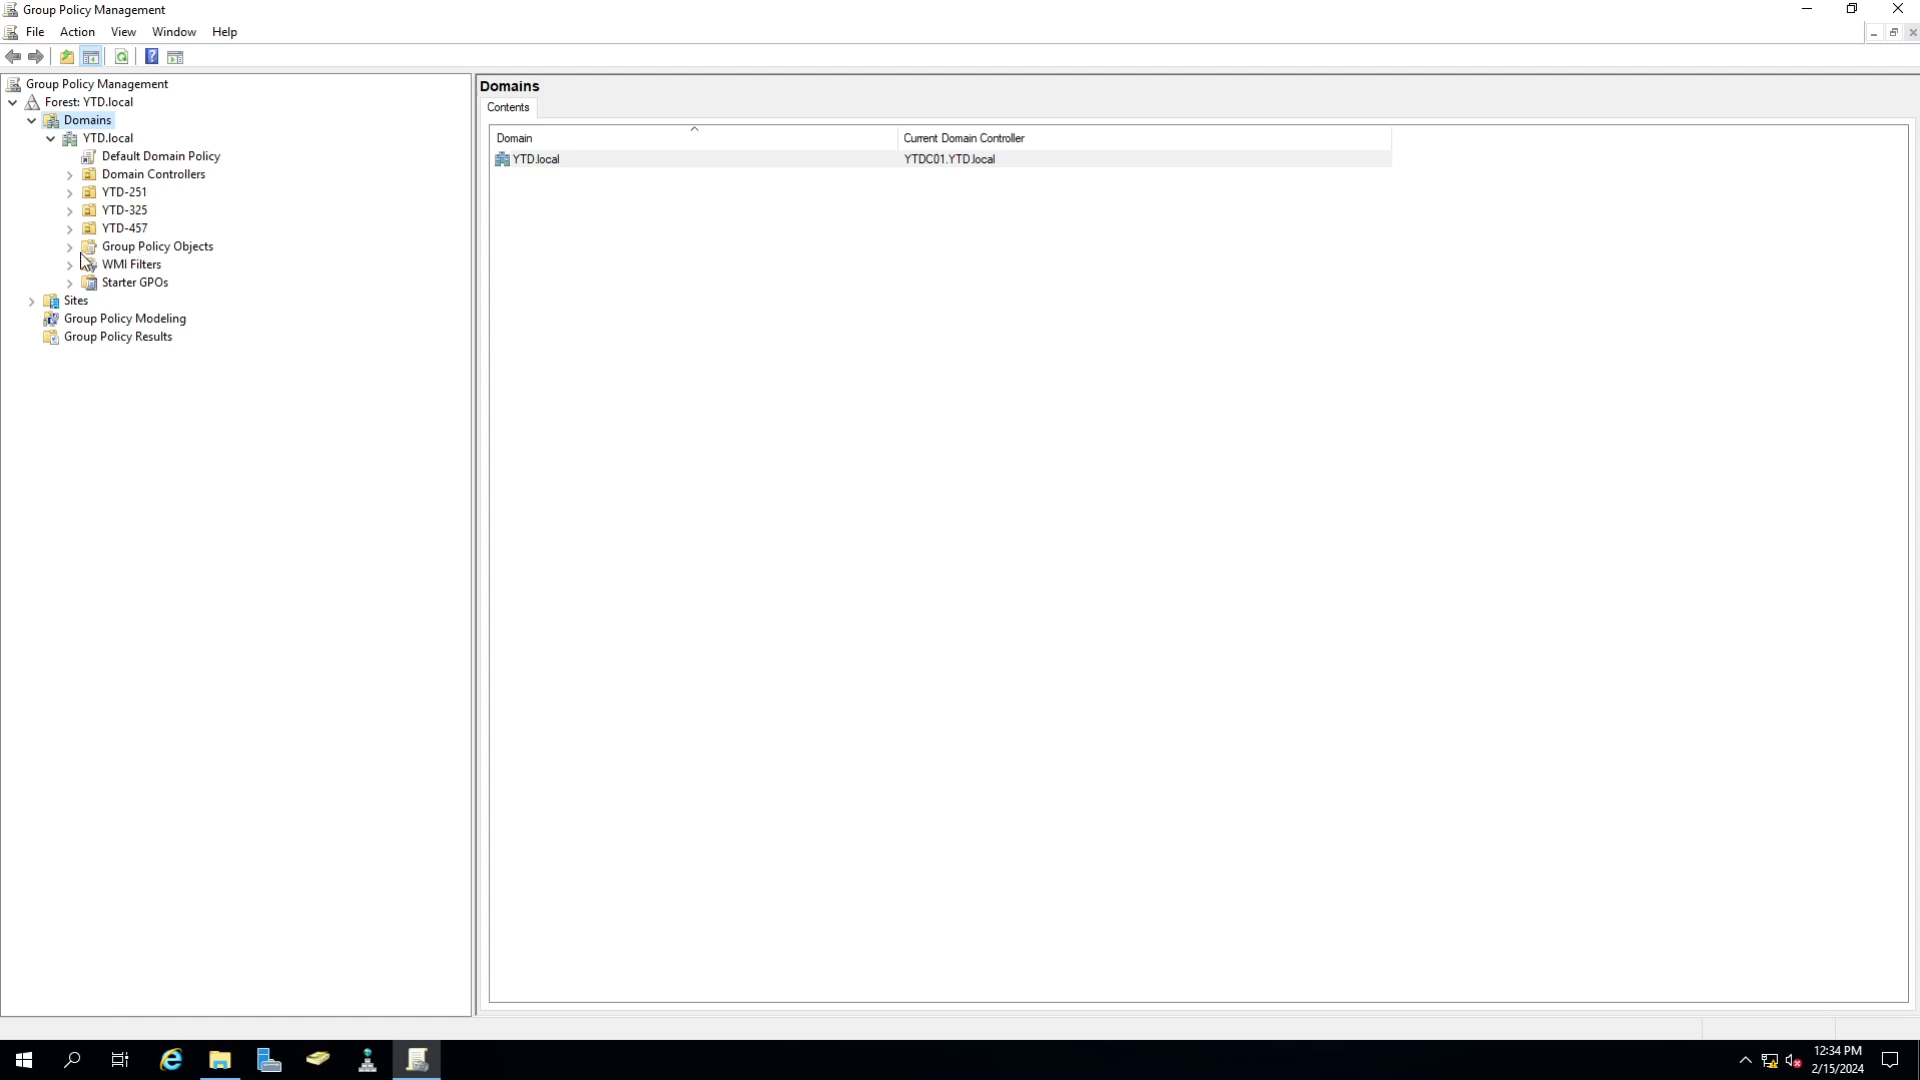 Group Policy Management
File Action View Window Help
Group Policy Management
Forest: YTD.local
Domains
YTD.local
Default Domain Policy
Domain Controllers
YTD-251
YTD-325
YTD-457
Group Policy Objects
WMI Filters
Starter GPOs
Sites
Group Policy Modeling
Group Policy Results
Domains
Contents
Domain Current Domain Controller
YTD.local YTDC01.YTD.local
12:34 PM
2/15/2024